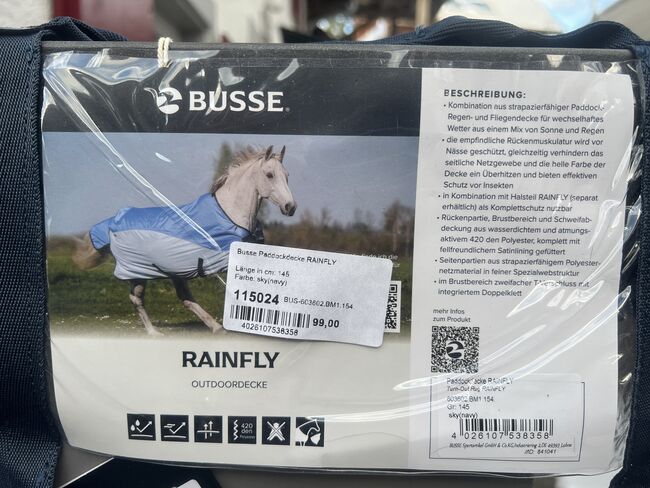 BUSSE
BESCHREIBUNG:
• Kombination aus strapazierfähiger Paddock-
Regen- und Fliegendecke für wechselhaftes
Wetter aus einem Mix von Sonne und Regen
• die empfindliche Rückenmuskulatur wird vor
Nässe geschützt, gleichzeitig verhindern das
seitliche Netzgewebe und die helle Farbe der
Decke ein Überhitzen und bieten effektiven
Schutz vor Insekten
• in Kombination mit Halsteil RAINFLY (separat
erhältlich) als Komplettschutz nutzbar
• Rückenpartie, Brustbereich und Schweifab-
deckung aus wasserdichtem und atmungs-
aktivem 420 den Polyester, komplett mit
fellfreundlichem Satinlining gefüttert
• Seitenpartien aus strapazierfähigem Polyester-
netzmaterial in feiner Spezialwebstruktur
• im Brustbereich zweifacher T-Verschluss mit
integriertem Doppelklett
mehr Infos
zum Produkt
Busse Paddockdecke RAINFLY
Länge in cm: 145
Farbe: sky(navy)
115024 BUS-603602.BM1.154
99,00
4026107538358
RAINFLY
OUTDOORDECKE
420
den
Polyester
Paddockdecke RAINFLY
Turn-Out Rug RAINFLY
603602.BM1.154
Gr: 145
sky(navy)
4 026107 538358